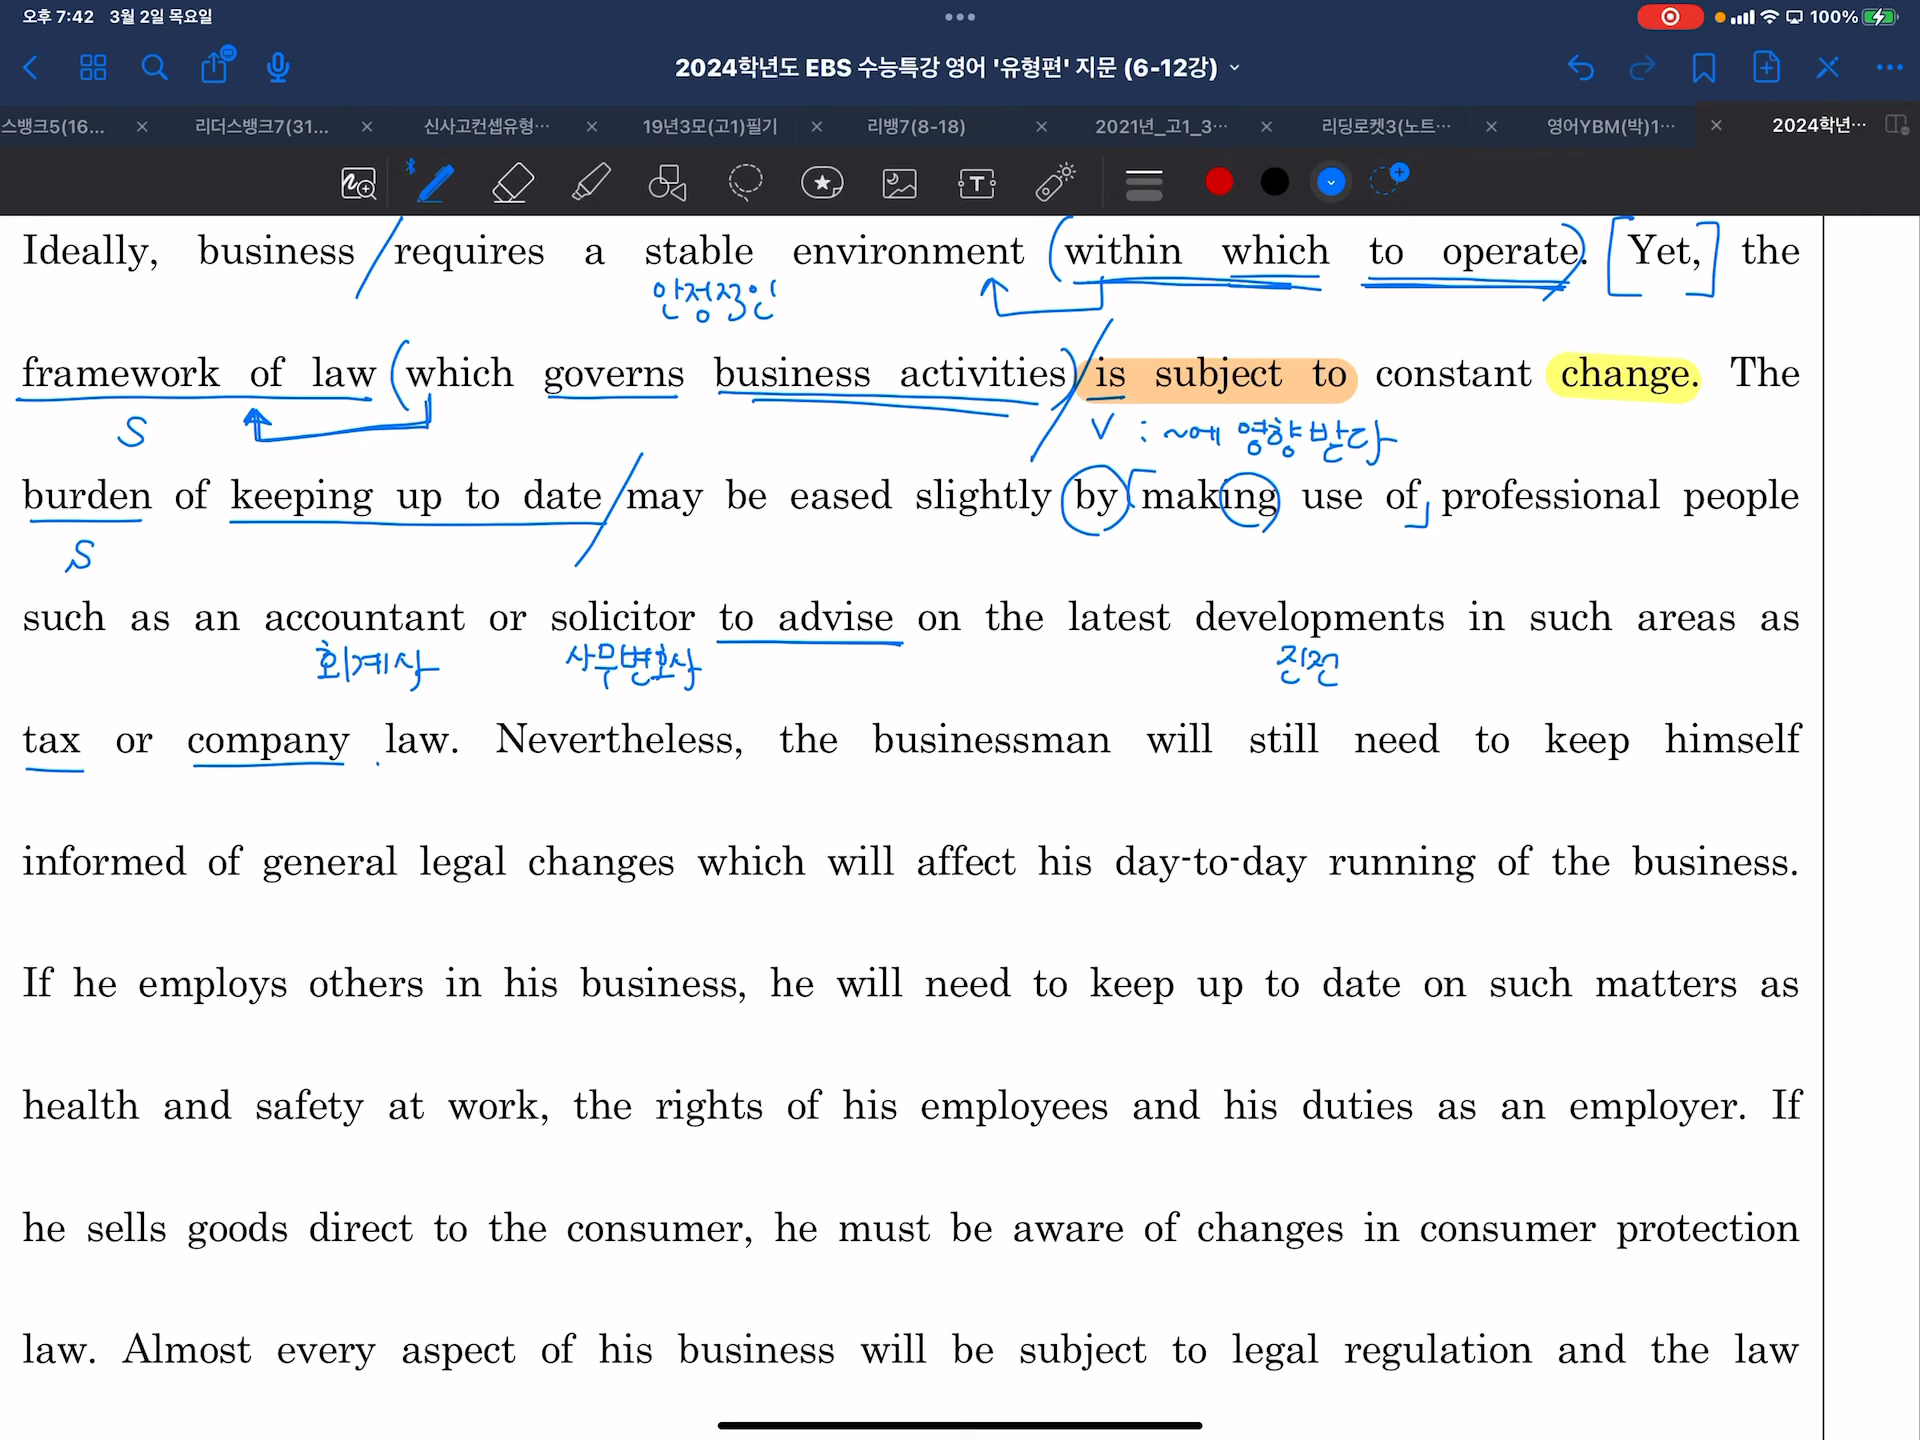 오후 7:42 3월 2일 목요일 100%
2024학년도 EBS 수능특강 영어 '유형편' 지문 (6-12강)
스뱅크5(16... 리더스뱅크7(31... 신사고컨셉유형... 19년3모(고1)필기 리뱅7(8-18) 2021년_고1_3... 리딩로켓3(노트... 영어YBM(박)1... 2024학년...
Ideally, business requires a stable environment within which to operate. Yet, the
안정적인
framework of law which governs business activities is subject to constant change. The
S V : ~에 영향받다
burden of keeping up to date may be eased slightly by making use of professional people
S
such as an accountant or solicitor to advise on the latest developments in such areas as
회계사 사무변호사 진전
tax or company law. Nevertheless, the businessman will still need to keep himself
informed of general legal changes which will affect his day-to-day running of the business.
If he employs others in his business, he will need to keep up to date on such matters as
health and safety at work, the rights of his employees and his duties as an employer. If
he sells goods direct to the consumer, he must be aware of changes in consumer protection
law. Almost every aspect of his business will be subject to legal regulation and the law